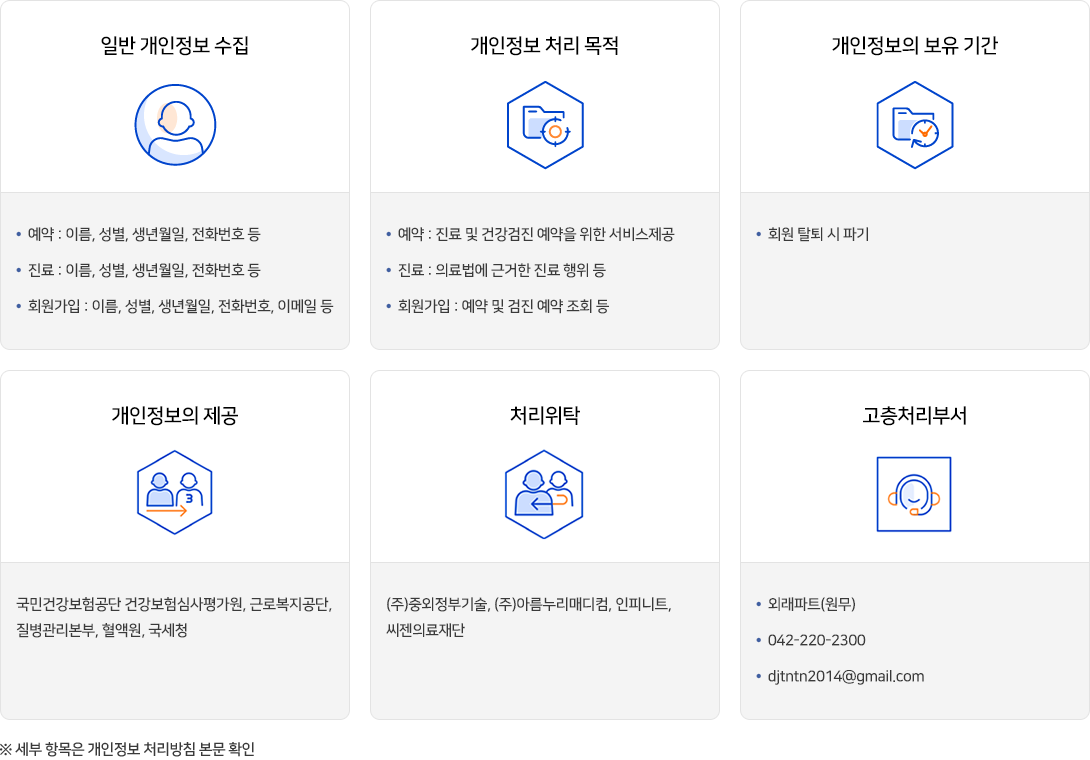 일반 개인정보 수집
• 예약 : 이름, 성별, 생년월일, 전화번호 등
• 진료 : 이름, 성별, 생년월일, 전화번호 등
• 회원가입 : 이름, 성별, 생년월일, 전화번호, 이메일 등
개인정보 처리 목적
• 예약 : 진료 및 건강검진 예약을 위한 서비스제공
• 진료 : 의료법에 근거한 진료 행위 등
• 회원가입 : 예약 및 검진 예약 조회 등
개인정보의 보유 기간
• 회원 탈퇴 시 파기
개인정보의 제공
3
국민건강보험공단 건강보험심사평가원, 근로복지공단,
질병관리본부, 혈액원, 국세청
처리위탁
(주)중외정부기술, (주)아름누리매디컴, 인피니트,
씨젠의료재단
고층처리부서
• 외래파트(원무)
• 042-220-2300
• djtntn2014@gmail.com
※ 세부 항목은 개인정보 처리방침 본문 확인